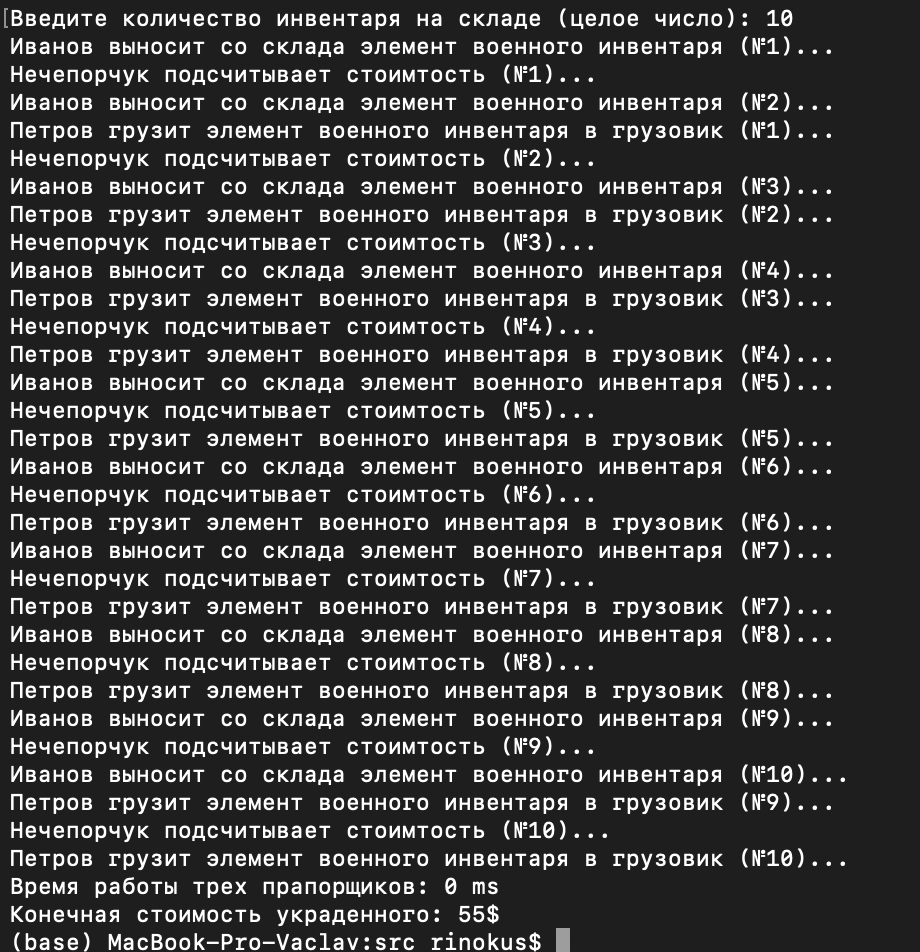 Введите количество инвентаря на складе (целое число): 10
Иванов выносит со склада элемент военного инвентаря (№1)...
Нечепорчук подсчитывает стоимтость (№1)...
Иванов выносит со склада элемент военного инвентаря (№2)...
Петров грузит элемент военного инвентаря в грузовик (№1)...
Нечепорчук подсчитывает стоимтость (№2)...
Иванов выносит со склада элемент военного инвентаря (№3)...
Петров грузит элемент военного инвентаря в грузовик (№2)...
Нечепорчук подсчитывает стоимтость (№3)...
Иванов выносит со склада элемент военного инвентаря (№4)...
Петров грузит элемент военного инвентаря в грузовик (№3)...
Нечепорчук подсчитывает стоимтость (№4)...
Петров грузит элемент военного инвентаря в грузовик (№4)...
Иванов выносит со склада элемент военного инвентаря (№5)...
Нечепорчук подсчитывает стоимтость (№5)...
Петров грузит элемент военного инвентаря в грузовик (№5)...
Иванов выносит со склада элемент военного инвентаря (№6)...
Нечепорчук подсчитывает стоимтость (№6)...
Петров грузит элемент военного инвентаря в грузовик (№6)...
Иванов выносит со склада элемент военного инвентаря (№7)...
Нечепорчук подсчитывает стоимтость (№7)...
Петров грузит элемент военного инвентаря в грузовик (№7)...
Иванов выносит со склада элемент военного инвентаря (№8)...
Нечепорчук подсчитывает стоимтость (№8)...
Петров грузит элемент военного инвентаря в грузовик (№8)...
Иванов выносит со склада элемент военного инвентаря (№9)...
Нечепорчук подсчитывает стоимтость (№9)...
Иванов выносит со склада элемент военного инвентаря (№10)...
Петров грузит элемент военного инвентаря в грузовик (№9)...
Нечепорчук подсчитывает стоимтость (№10)...
Петров грузит элемент военного инвентаря в грузовик (№10)...
Время работы трех прапорщиков: 0 ms
Конечная стоимость украденного: 55$
(base) MacBook-Pro-Vaclav:src rinokus$